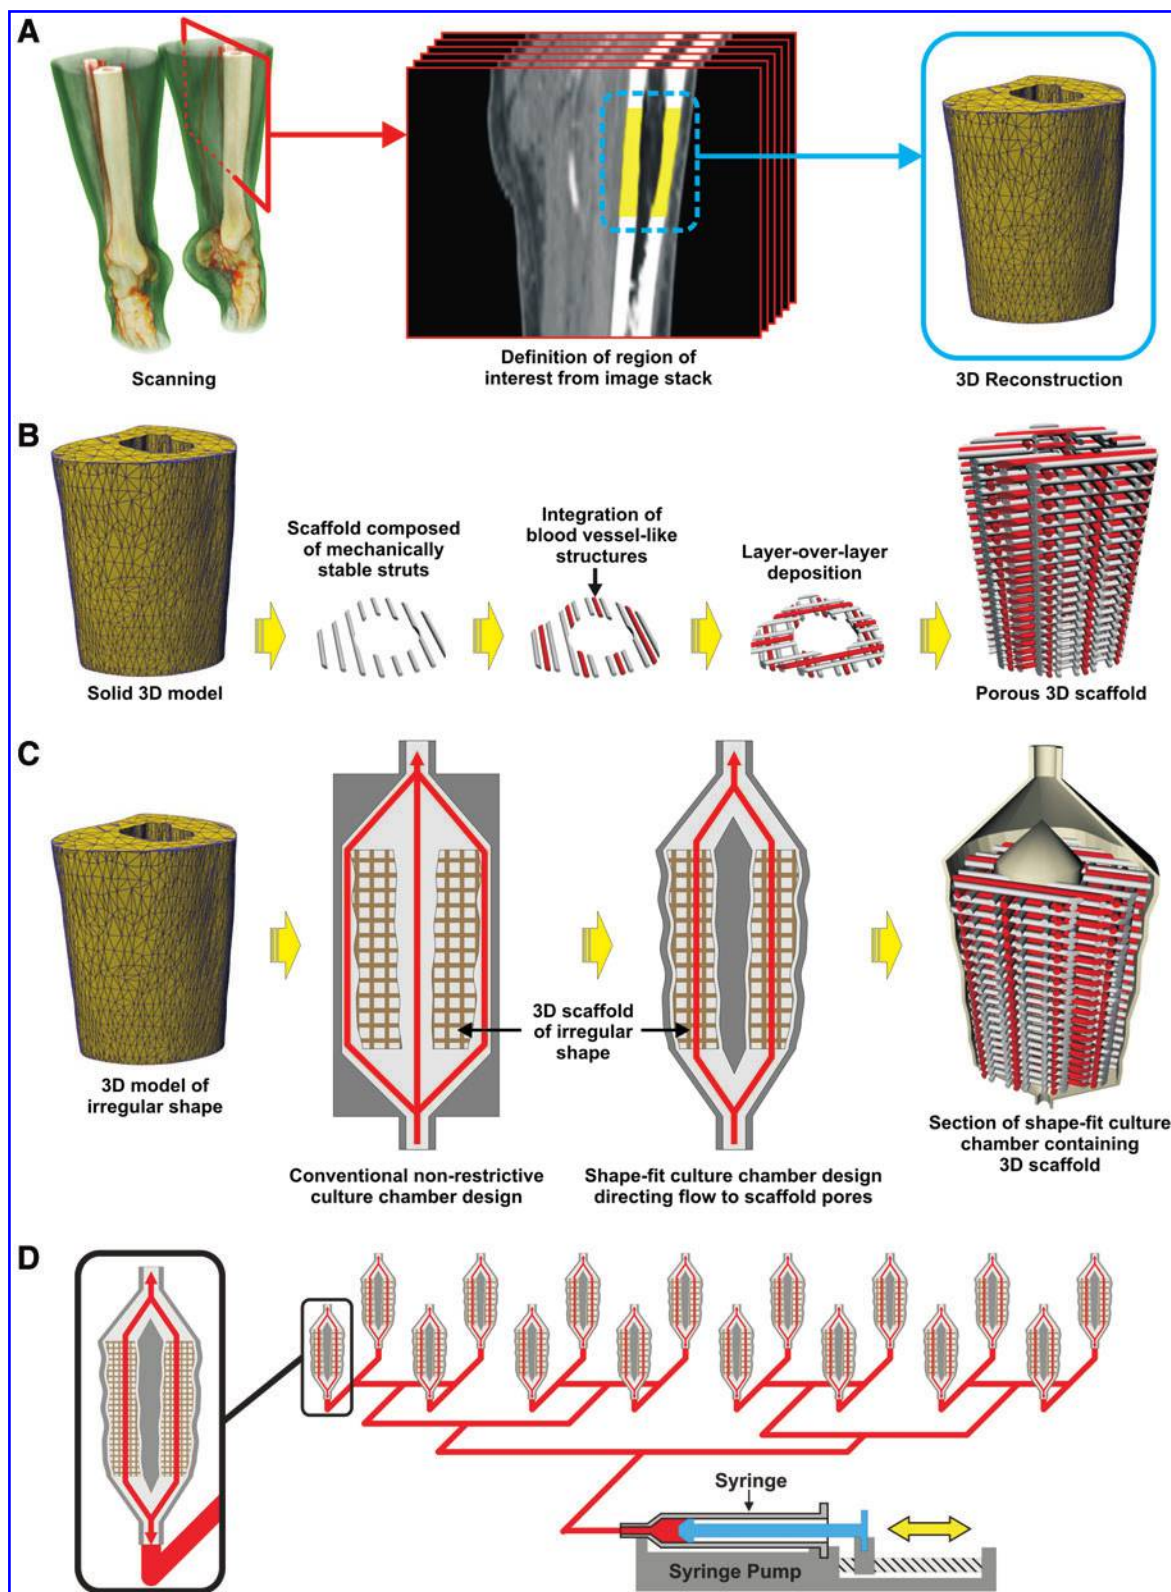 A
Scanning
Definition of region of
interest from image stack
3D Reconstruction
B
Solid 3D model
Scaffold composed
of mechanically
stable struts
Integration of
blood vessel-like
structures
Layer-over-layer
deposition
Porous 3D scaffold
C
3D model of
irregular shape
Conventional non-restrictive
culture chamber design
3D scaffold
of irregular
shape
Shape-fit culture chamber design
directing flow to scaffold pores
Section of shape-fit culture
chamber containing
3D scaffold
D
Syringe
Syringe Pump